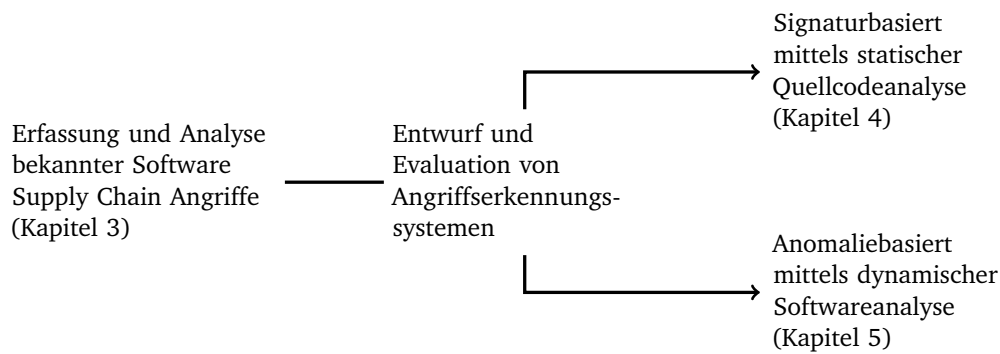 Erfassung und Analyse
bekannter Software
Supply Chain Angriffe
(Kapitel 3)
Entwurf und
Evaluation von
Angriffserkennungs-
systemen
Signaturbasiert
mittels statischer
Quellcodeanalyse
(Kapitel 4)
Anomaliebasiert
mittels dynamischer
Softwareanalyse
(Kapitel 5)